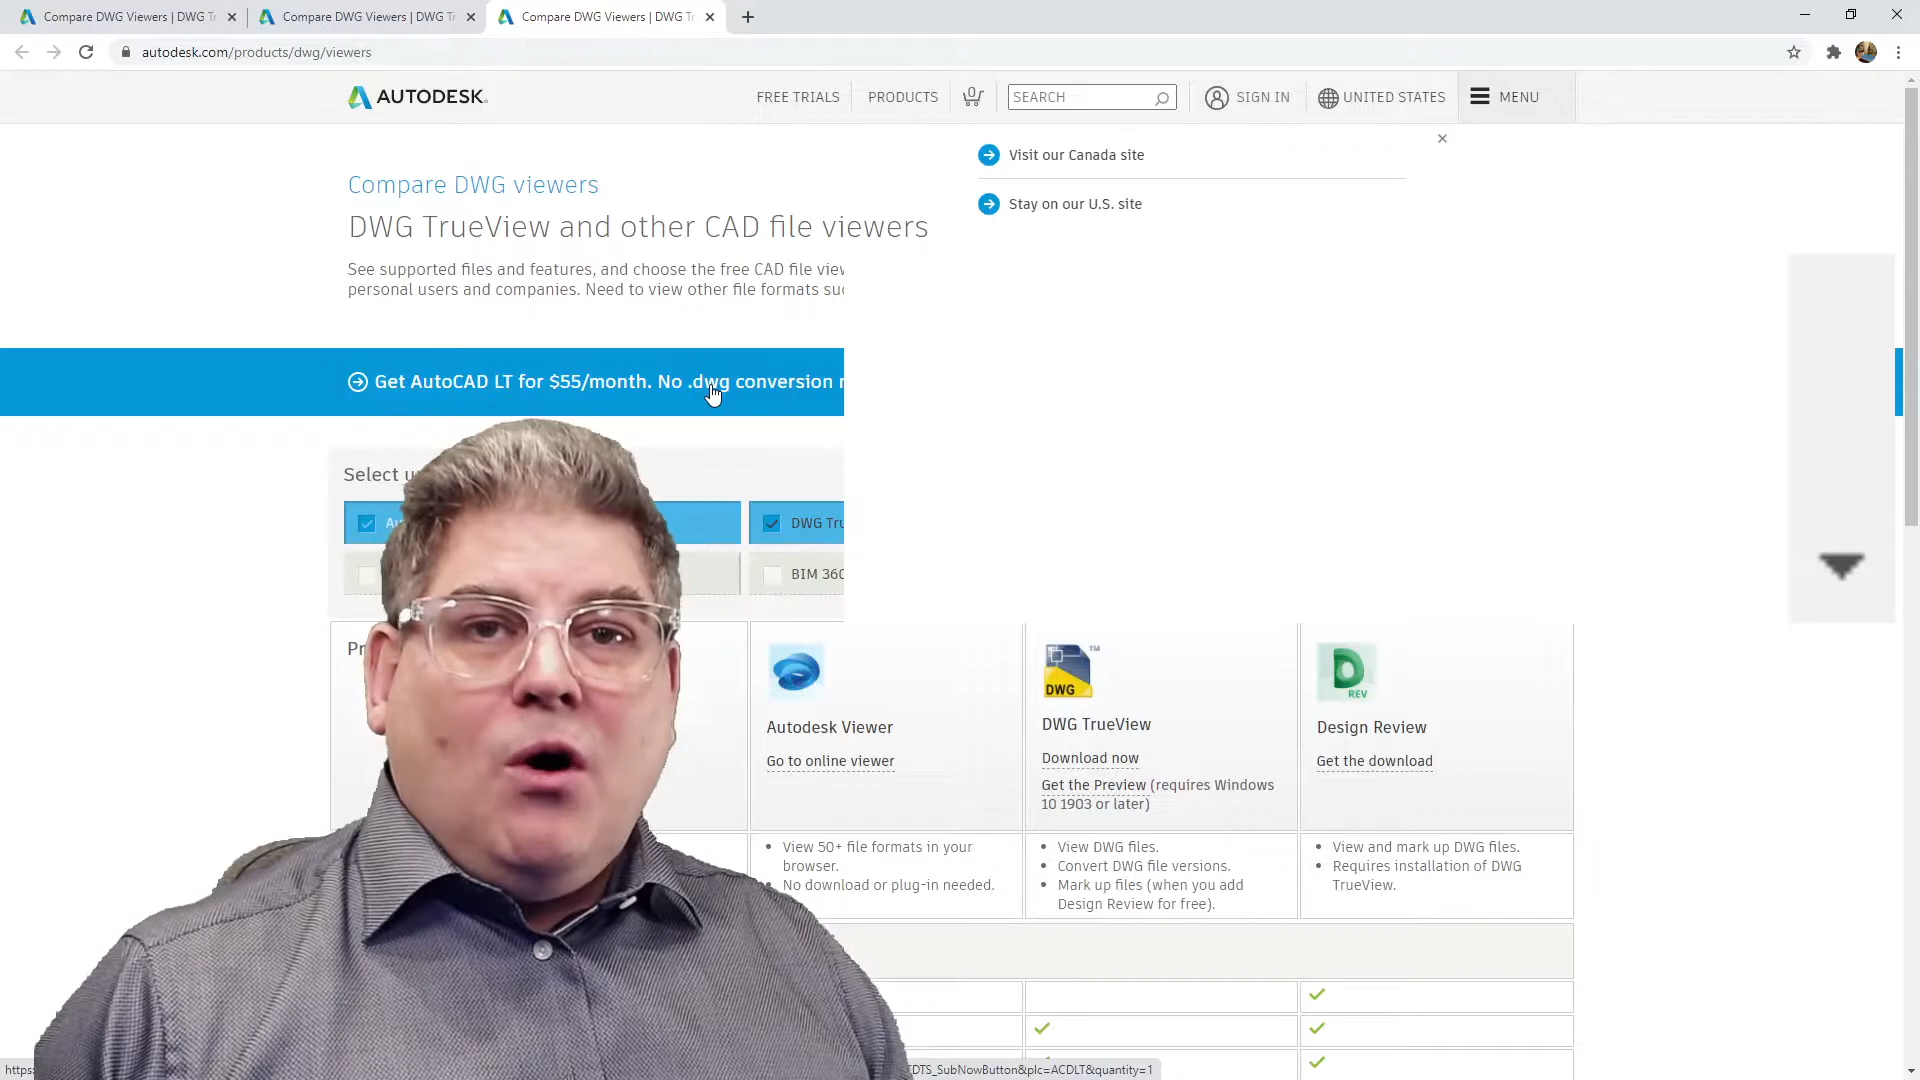 Compare DWG Viewers | DWG Tr
Compare DWG Viewers | DWG T
Compare DWG Viewers | DWG Tr
autodesk.com/products/dwg/viewers
AUTODESK.
FREE TRIALS
PRODUCTS
0
SEARCH
SIGN IN
UNITED STATES
MENU
Visit our Canada site
Stay on our U.S. site
Compare DWG viewers
DWG TrueView and other CAD file viewers
See supported files and features, and choose the free CAD file view
personal users and companies. Need to view other file formats suc
Get AutoCAD LT for $55/month. No .dwg conversion
Select
DWG Tru
BIM 360
Pr
Autodesk Viewer
Go to online viewer
DWG
TM
DWG TrueView
Download now
Get the Preview (requires Windows
10 1903 or later)
REV
Design Review
Get the download
View 50+ file formats in your
browser.
No download or plug-in needed.
View DWG files.
Convert DWG file versions.
Mark up files (when you add
Design Review for free).
View and mark up DWG files.
Requires installation of DWG
TrueView.
https:
DTS_SubNowButton&plc=ACDLT&quantity=1